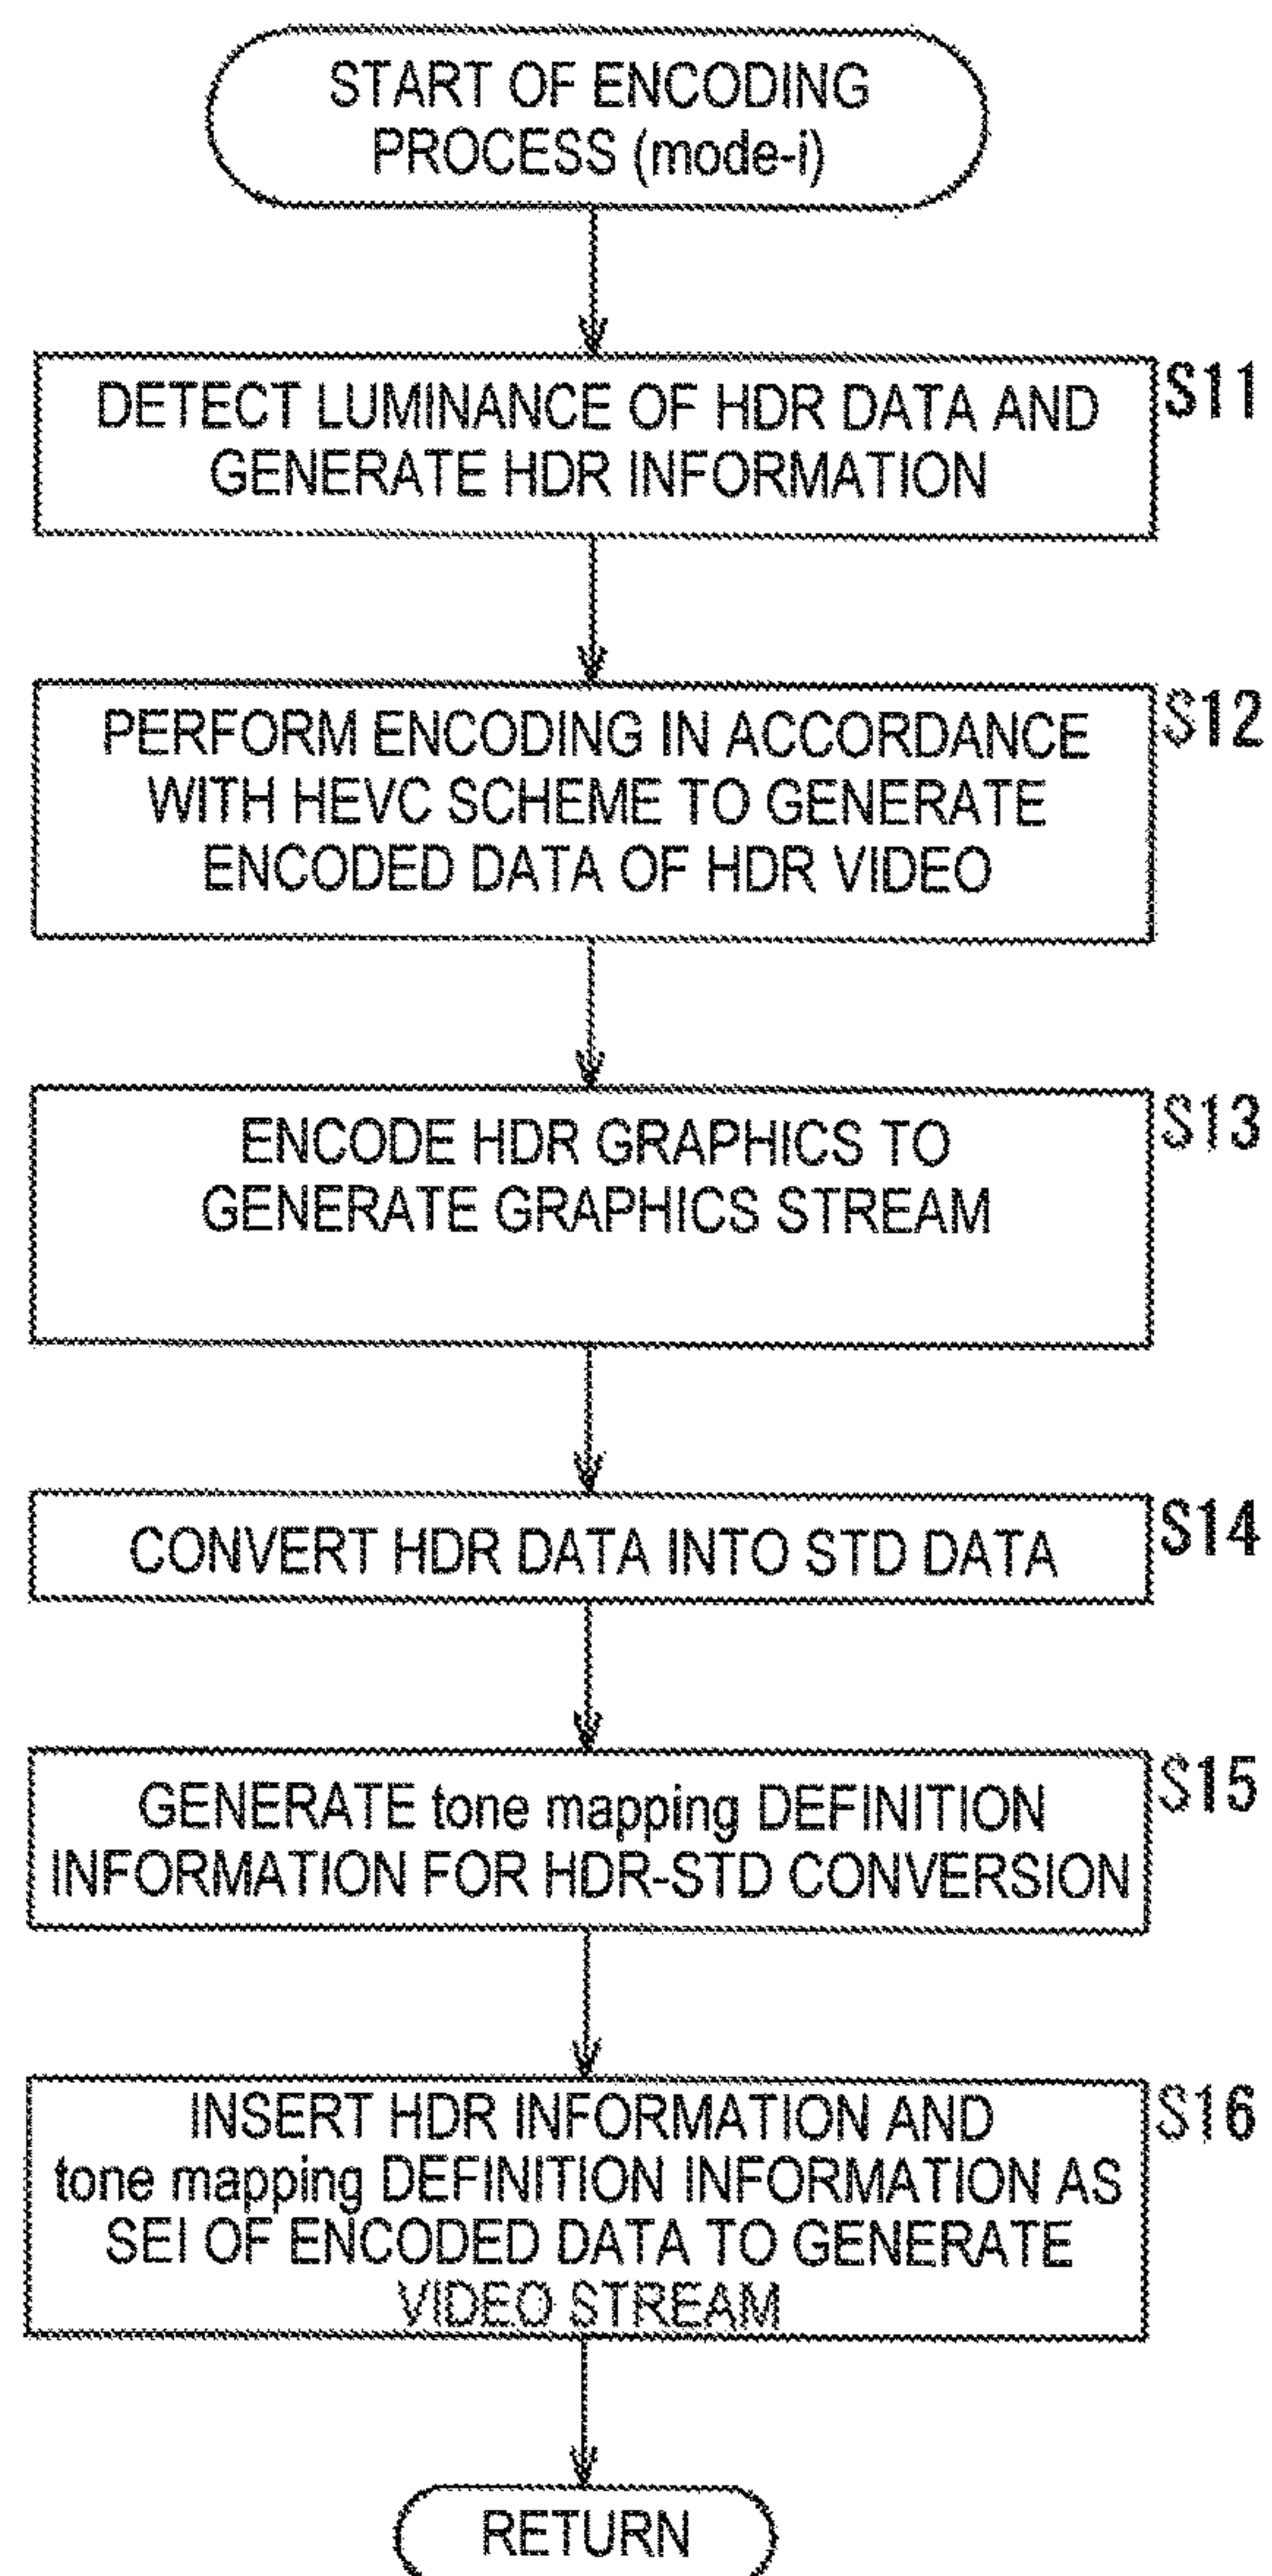 START OF ENCODING
PROCESS (mode-i)
DETECT LUMINANCE OF HDR DATA AND
GENERATE HDR INFORMATION
S11
PERFORM ENCODING IN ACCORDANCE
WITH HEVC SCHEME TO GENERATE
ENCODED DATA OF HDR VIDEO
S12
ENCODE HDR GRAPHICS TO
GENERATE GRAPHICS STREAM
S13
CONVERT HDR DATA INTO STD DATA
S14
GENERATE tone mapping DEFINITION
INFORMATION FOR HDR-STD CONVERSION
S15
INSERT HDR INFORMATION AND
tone mapping DEFINITION INFORMATION AS
SEI OF ENCODED DATA TO GENERATE
VIDEO STREAM
S16
RETURN